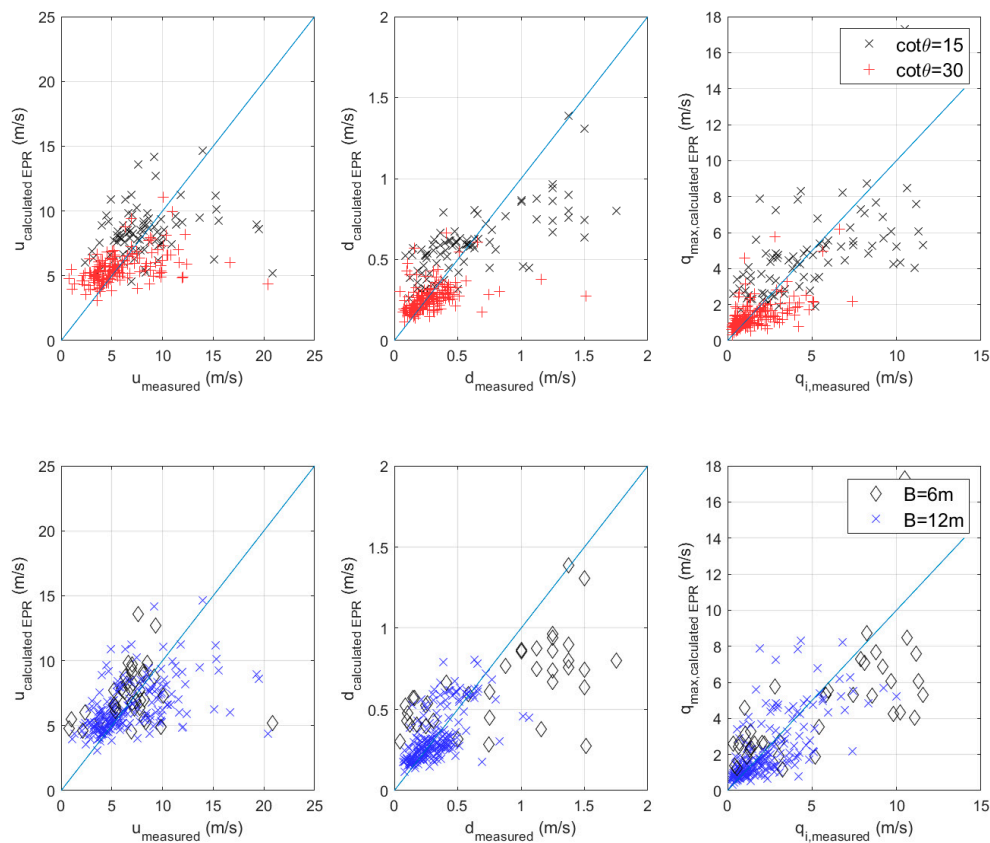 25
20
15
10
5
0
0 5 10 15 20 25
u_calculated EPR (m/s)
u_measured (m/s)
2
1.5
1
0.5
0
0 0.5 1 1.5 2
d_calculated EPR (m/s)
d_measured (m/s)
18
16
14
12
10
8
6
4
2
0
0 5 10 15
q_max,calculated EPR (m/s)
q_i,measured (m/s)
cotθ=15
cotθ=30
25
20
15
10
5
0
0 5 10 15 20 25
u_calculated EPR (m/s)
u_measured (m/s)
2
1.5
1
0.5
0
0 0.5 1 1.5 2
d_calculated EPR (m/s)
d_measured (m/s)
18
16
14
12
10
8
6
4
2
0
0 5 10 15
q_max,calculated EPR (m/s)
q_i,measured (m/s)
B=6m
B=12m